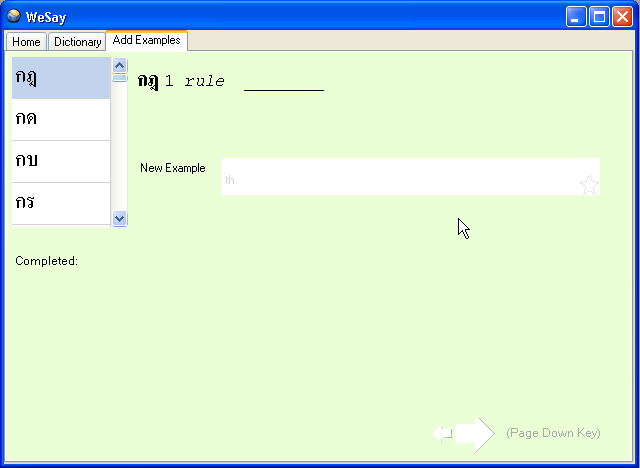 WeSay
Home Dictionary Add Examples
กฎ
กด
กบ
กร
กฎ 1 rule
New Example
th
Completed:
(Page Down Key)